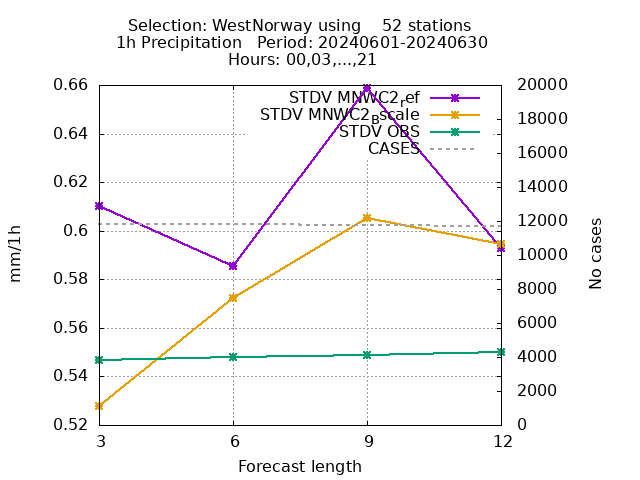 Selection: WestNorway using    52 stations
1h Precipitation   Period: 20240601-20240630
Hours: 00,03,...,21
STDV MNWC2ref
STDV MNWC2Bscale
STDV OBS
CASES
0.66
0.64
0.62
0.6
0.58
0.56
0.54
0.52
mm/1h
20000
18000
16000
14000
12000
10000
8000
6000
4000
2000
0
No cases
3 6 9 12
Forecast length